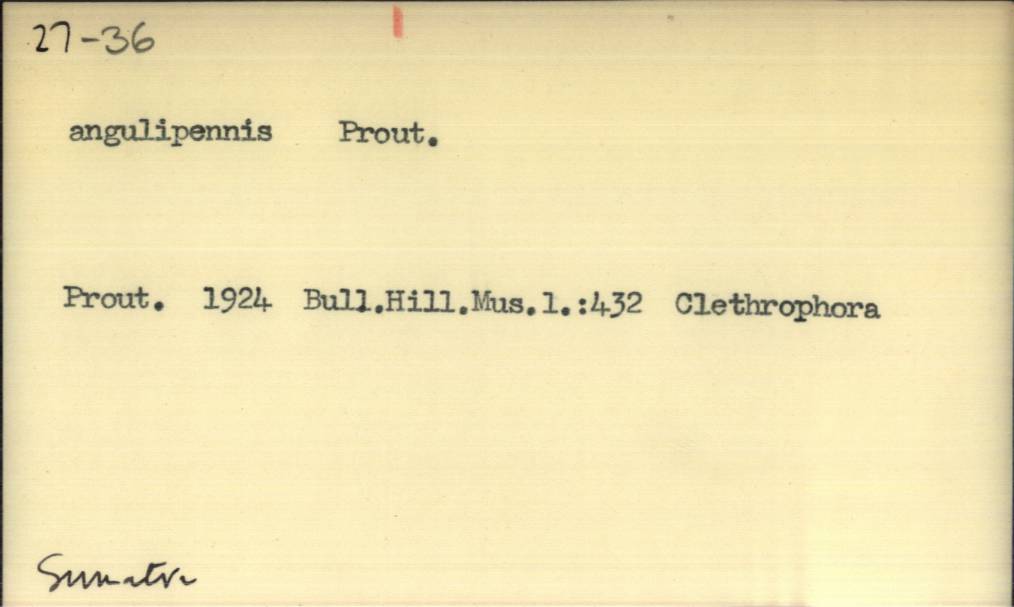 27-36
angulipennis Prout.
Prout. 1924 Bull.Hill.Mus.1.:432 Clethrophora
Sumatra